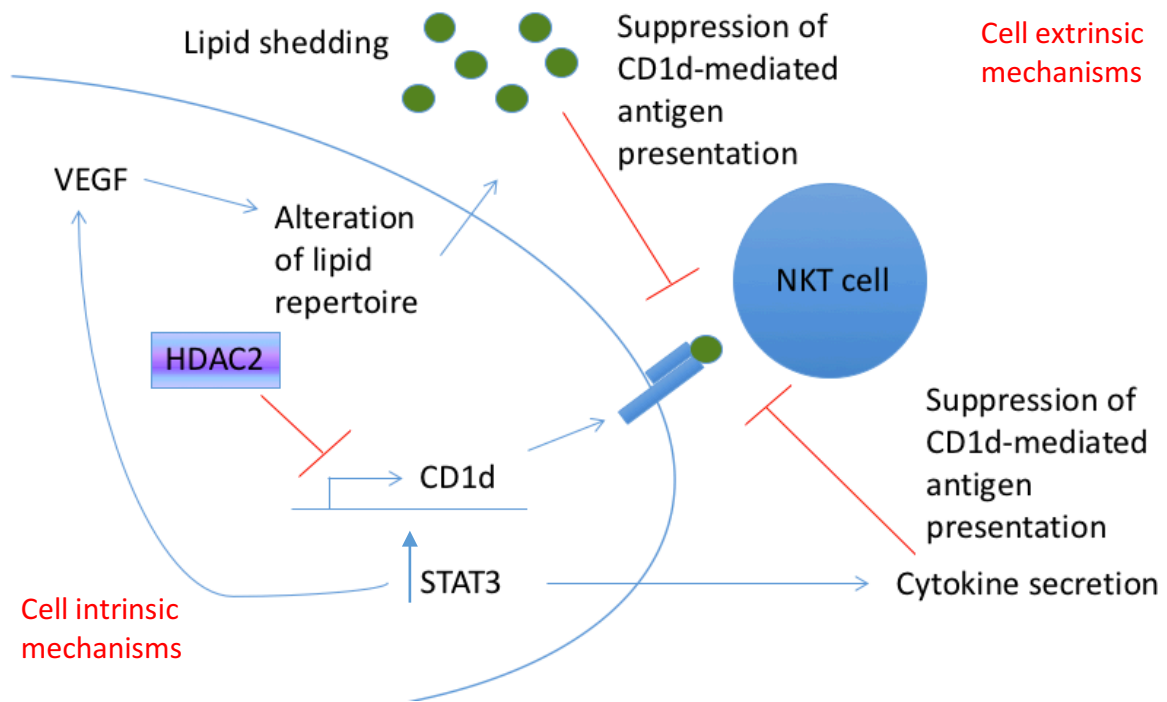 Lipid shedding
Suppression of
CD1d-mediated
antigen
presentation
Cell extrinsic
mechanisms
VEGF
Alteration
of lipid
repertoire
NKT cell
HDAC2
CD1d
Suppression of
CD1d-mediated
antigen
presentation
STAT3
Cytokine secretion
Cell intrinsic
mechanisms